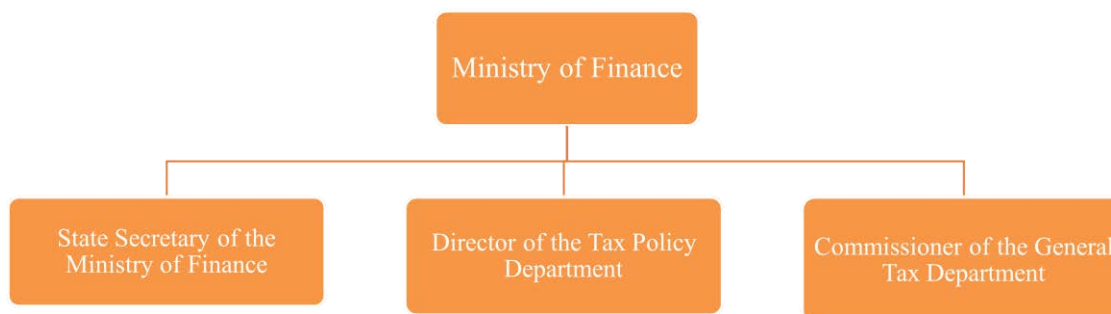 Ministry of Finance
State Secretary of the
Ministry of Finance
Director of the Tax Policy
Department
Commissioner of the General
Tax Department